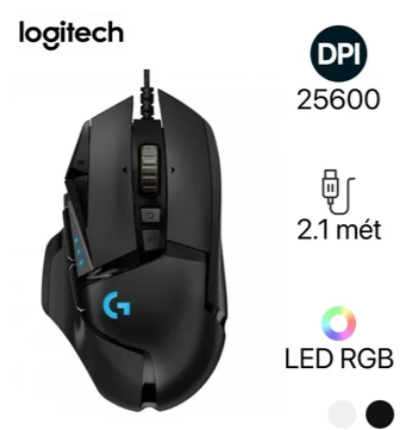 logitech
DPI
25600
2.1 mét
LED RGB